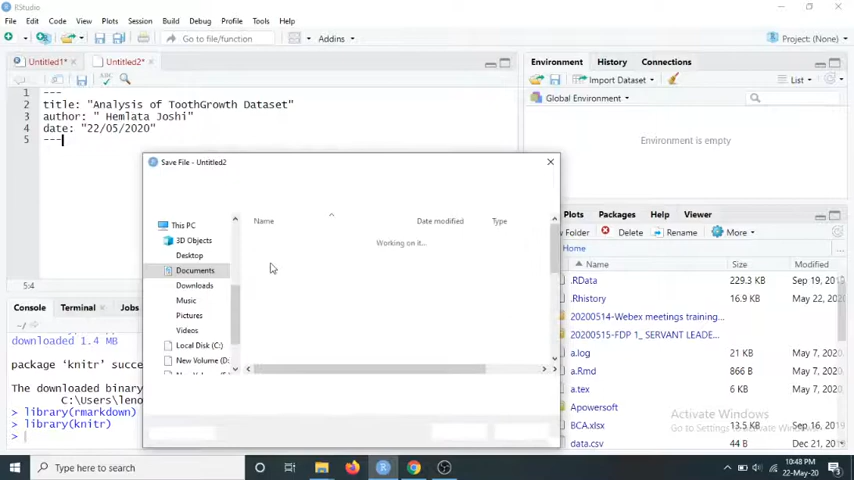 RStudio
File Edit Code View Plots Session Build Debug Profile Tools Help
Go to file/function
Addins
Project: (None)
Untitled1*
Untitled2*
1 ---
2 title: "Analysis of ToothGrowth Dataset"
3 author: " Hemlata Joshi"
4 date: "22/05/2020"
5 ---
5:4
Environment History Connections
Import Dataset
List
Global Environment
Environment is empty
Save File - Untitled2
This PC
3D Objects
Desktop
Documents
Downloads
Music
Pictures
Videos
Local Disk (C:)
New Volume (D:
Name Date modified Type
Working on it...
Plots Packages Help Viewer
Folder Delete Rename More
Home
Name Size Modified
.RData 229.3 KB Sep 19, 201
.Rhistory 16.9 KB May 22, 202
20200514-Webex meetings training...
20200515-FDP 1_ SERVANT LEADE...
a.log 21 KB May 7, 2020
a.Rmd 866 B May 7, 2020
a.tex 6 KB May 7, 2020
Apowersoft
BCA.xlsx 13.5 KB Sep 16, 2019
data.csv 44 B Dec 21, 2019
Console Terminal Jobs
~/
downloaded 1.4 MB
package ‘knitr’ succe
The downloaded binary
C:\Users\leno
> library(rmarkdown)
> library(knitr)
>
Activate Windows
Go to Settings to activate Windows.
Type here to search
10:48 PM
22-May-20
3